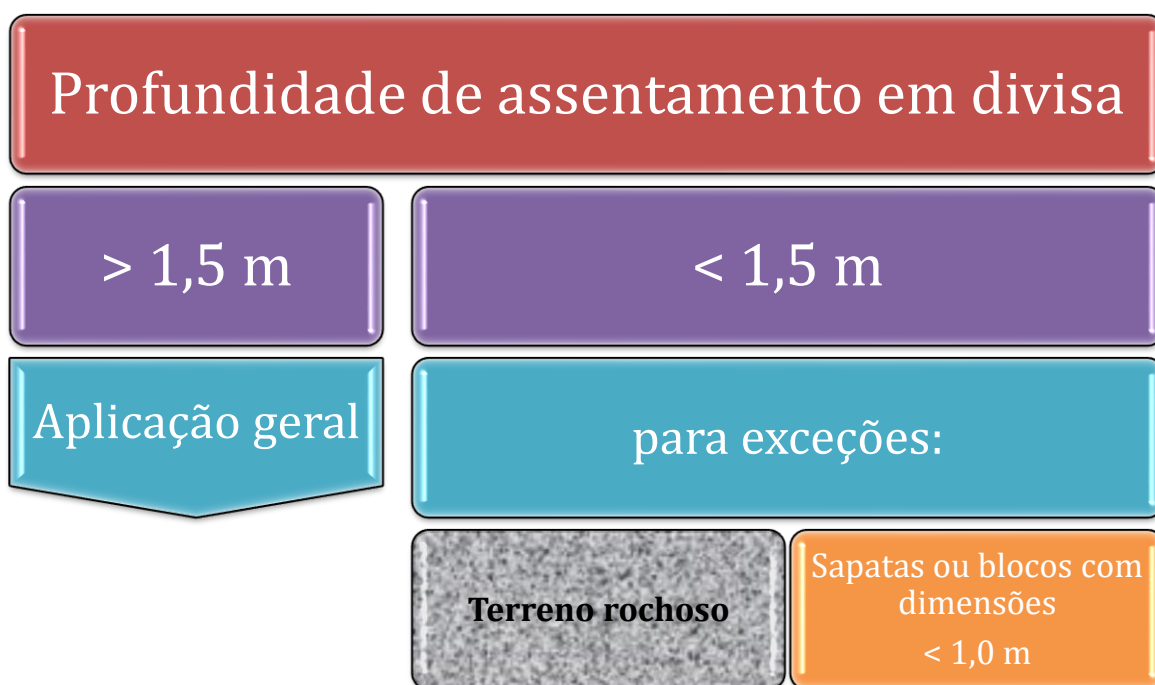 Profundidade de assentamento em divisa
> 1,5 m
< 1,5 m
Aplicação geral
para exceções:
Terreno rochoso
Sapatas ou blocos com
dimensões
< 1,0 m